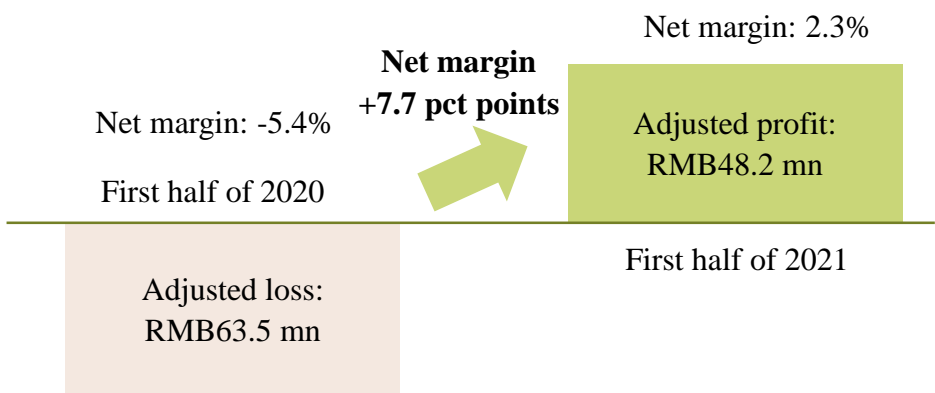 Net margin: -5.4%
First half of 2020
Adjusted loss:
RMB63.5 mn
Net margin
+7.7 pct points
Net margin: 2.3%
Adjusted profit:
RMB48.2 mn
First half of 2021